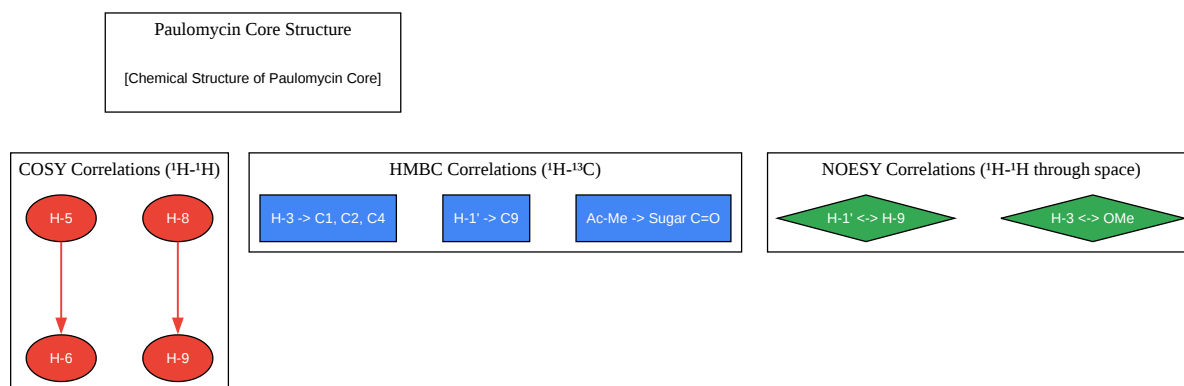 Paulomycin Core Structure
[Chemical Structure of Paulomycin Core]
COSY Correlations (¹H-¹H)
H-5
H-8
H-6
H-9
HMBC Correlations (¹H-¹³C)
H-3 -> C1, C2, C4
H-1' -> C9
Ac-Me -> Sugar C=O
NOESY Correlations (¹H-¹H through space)
H-1' <-> H-9
H-3 <-> OMe